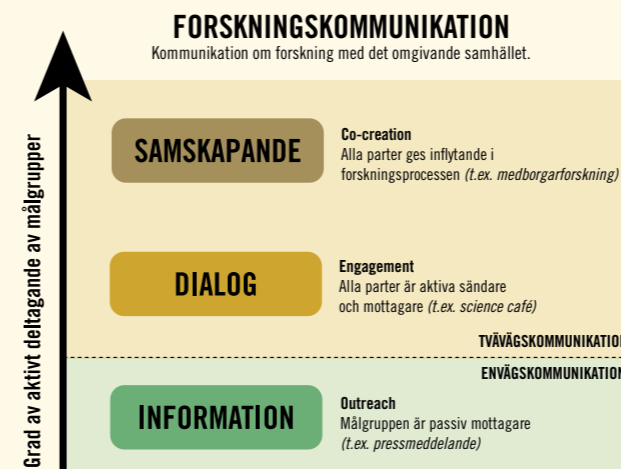 FORSKNINGSKOMMUNIKATION
Kommunikation om forskning med det omgivande samhället.
Grad av aktivt deltagande av målgrupper
SAMSKAPANDE
Co-creation
Alla parter ges inflytande i
forskningsprocessen (t.ex. medborgarforskning)
DIALOG
Engagement
Alla parter är aktiva sändare
och mottagare (t.ex. science café)
TVÅVÄGSKOMMUNIKATION
ENVÄGSKOMMUNIKATION
INFORMATION
Outreach
Målgruppen är passiv mottagare
(t.ex. pressmeddelande)